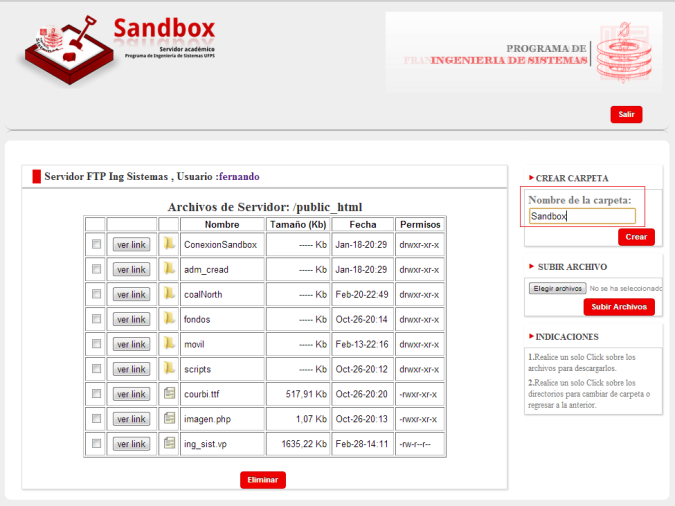 Sandbox
Servidor académico
Programa de Ingeniería de Sistemas UFPS
PROGRAMA DE
INGENIERIA DE SISTEMAS
Salir
Servidor FTP Ing Sistemas , Usuario :fernando
Archivos de Servidor: /public_html
Nombre Tamaño (Kb) Fecha Permisos
ver link ConexionSandbox ----- Kb Jan-18-20:29 drwxr-xr-x
ver link adm_cread ----- Kb Jan-18-20:29 drwxr-xr-x
ver link coalNorth ----- Kb Feb-20-22:49 drwxr-xr-x
ver link fondos ----- Kb Oct-26-20:14 drwxr-xr-x
ver link movil ----- Kb Feb-13-22:16 drwxr-xr-x
ver link scripts ----- Kb Oct-26-20:12 drwxr-xr-x
ver link courbi.ttf 517,91 Kb Oct-26-20:20 -rwxr-xr-x
ver link imagen.php 1,07 Kb Oct-26-20:13 -rwxr-xr-x
ver link ing_sist.vp 1635,22 Kb Feb-28-14:11 -rw-r--r--
Eliminar
CREAR CARPETA
Nombre de la carpeta:
Sandbox
Crear
SUBIR ARCHIVO
Elegir archivos No se ha seleccionado
Subir Archivos
INDICACIONES
1.Realice un solo Click sobre los
archivos para descargarlos.
2.Realice un solo Click sobre los
directorios para cambiar de carpeta o
regresar a la anterior.